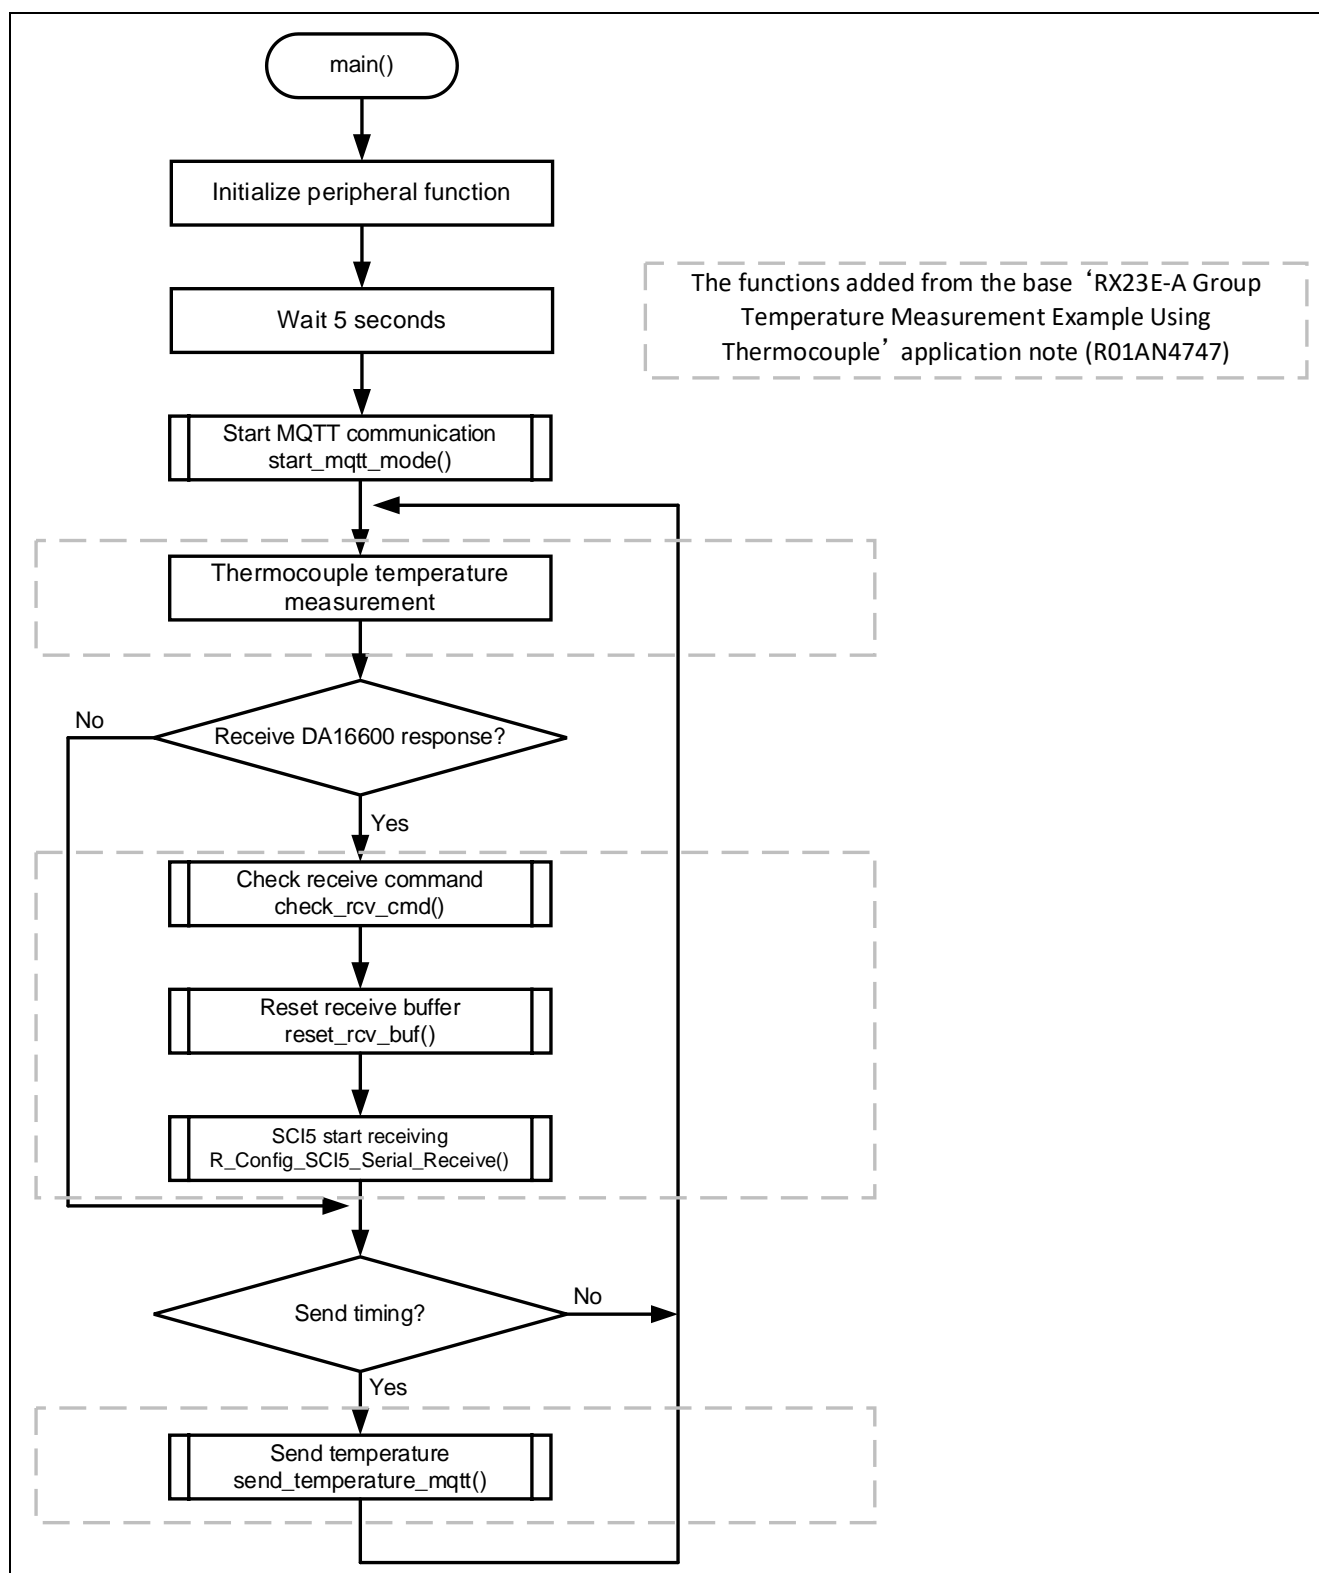 main()
Initialize peripheral function
Wait 5 seconds
The functions added from the base ‘RX23E-A Group
Temperature Measurement Example Using
Thermocouple’ application note (R01AN4747)
Start MQTT communication
start_mqtt_mode()
Thermocouple temperature
measurement
No
Receive DA16600 response?
Yes
Check receive command
check_rcv_cmd()
Reset receive buffer
reset_rcv_buf()
SCI5 start receiving
R_Config_SCI5_Serial_Receive()
Send timing?
No
Yes
Send temperature
send_temperature_mqtt()